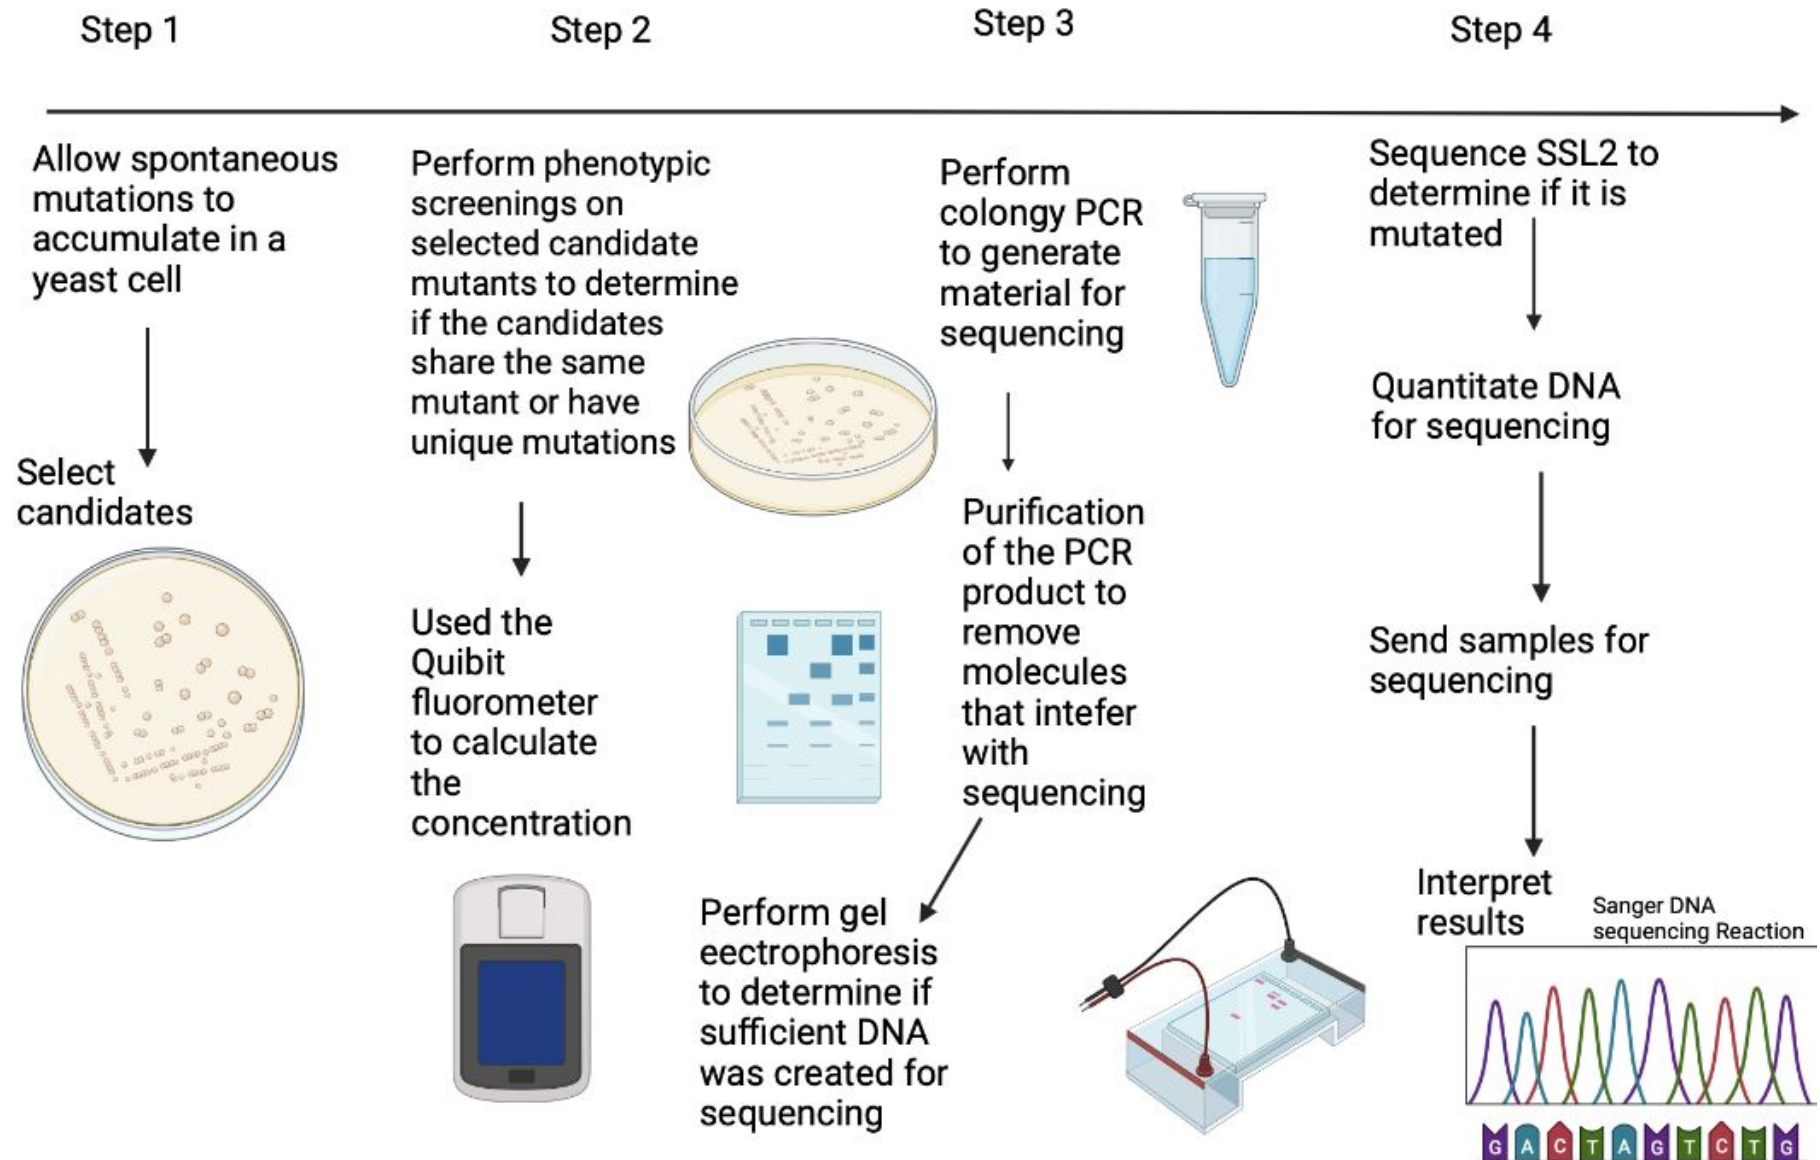 Step 1
Step 2
Step 3
Step 4
Allow spontaneous
mutations to
accumulate in a
yeast cell
Select
candidates
Perform phenotypic
screenings on
selected candidate
mutants to determine
if the candidates
share the same
mutant or have
unique mutations
Used the
Quibit
fluorometer
to calculate
the
concentration
Perform
colongy PCR
to generate
material for
sequencing
Purification
of the PCR
product to
remove
molecules
that intefer
with
sequencing
Perform gel
eectrophoresis
to determine if
sufficient DNA
was created for
sequencing
Sequence SSL2 to
determine if it is
mutated
Quantitate DNA
for sequencing
Send samples for
sequencing
Interpret
results
Sanger DNA
sequencing Reaction
G A C T A G T C T G